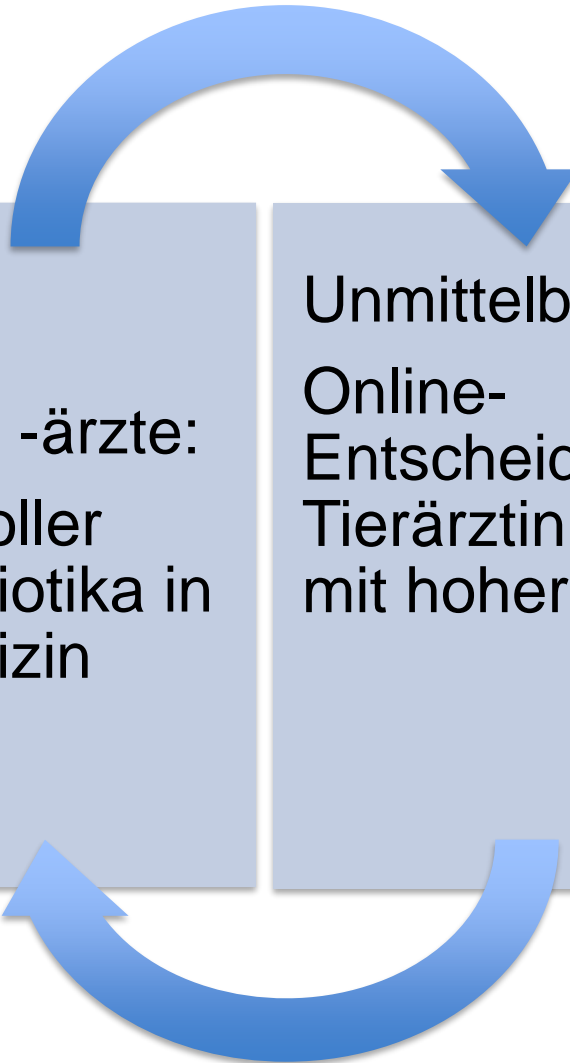 -ärzte:
oller
iotika in
izin
Unmittelb
Online-
Entscheid
Tierärztin
mit hoher